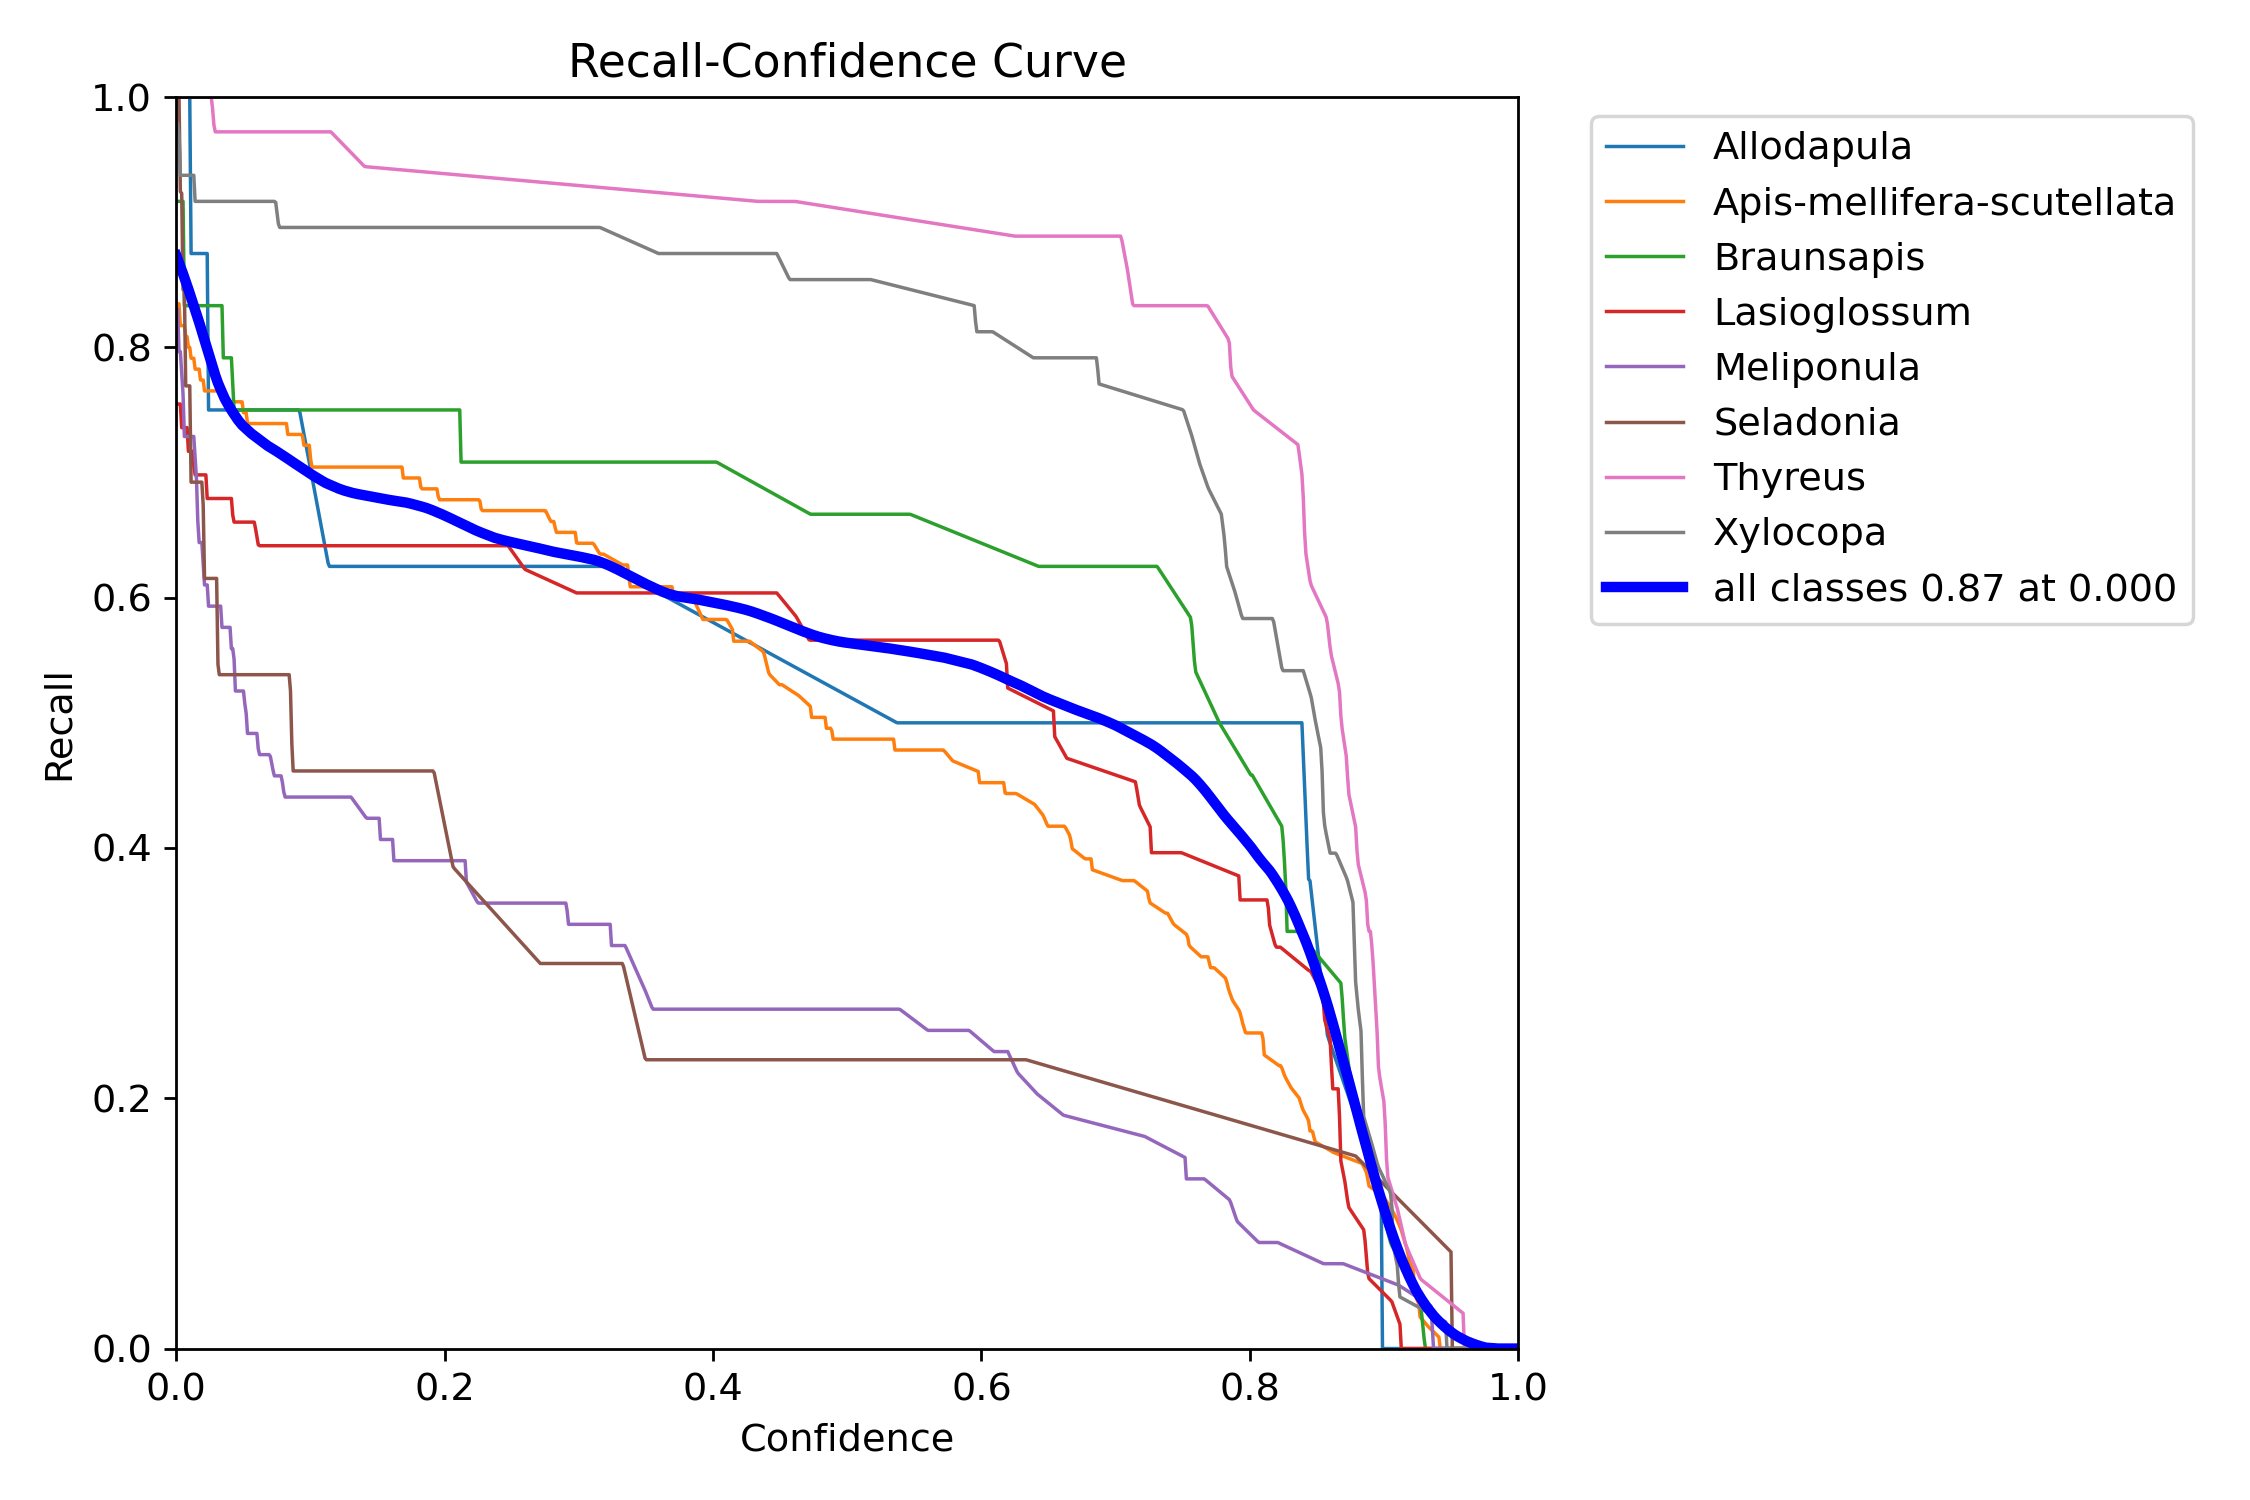 Recall-Confidence Curve
1.0
0.8
0.6
0.4
0.2
0.0
Recall
0.0 0.2 0.4 0.6 0.8 1.0
Confidence
Allodapula
Apis-mellifera-scutellata
Braunsapis
Lasioglossum
Meliponula
Seladonia
Thyreus
Xylocopa
all classes 0.87 at 0.000